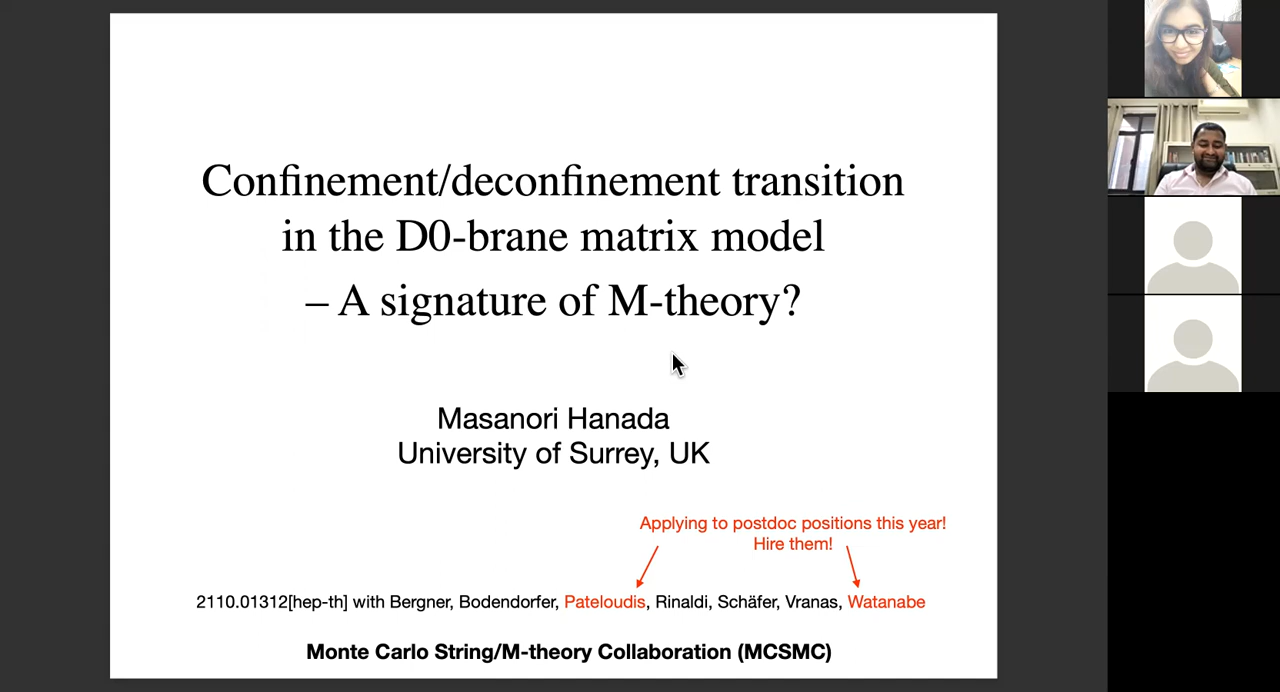 Confinement/deconfinement transition
in the D0-brane matrix model
– A signature of M-theory?
Masanori Hanada
University of Surrey, UK
Applying to postdoc positions this year!
Hire them!
2110.01312[hep-th] with Bergner, Bodendorfer, Pateloudis, Rinaldi, Schäfer, Vranas, Watanabe
Monte Carlo String/M-theory Collaboration (MCSMC)